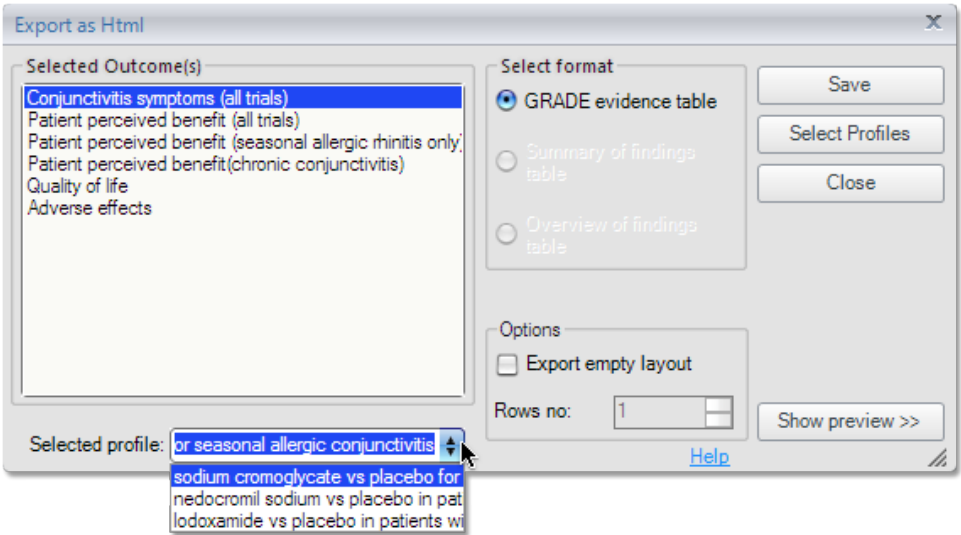 Export as Html
x
Selected Outcome(s)
Conjunctivitis symptoms (all trials)
Patient perceived benefit (all trials)
Patient perceived benefit (seasonal allergic rhinitis only)
Patient perceived benefit(chronic conjunctivitis)
Quality of life
Adverse effects
Select format
GRADE evidence table
Summary of findings
table
Overview of findings
table
Save
Select Profiles
Close
Options
Export empty layout
Rows no:
1
Show preview >>
Help
Selected profile:
or seasonal allergic conjunctivitis
sodium cromoglycate vs placebo for
nedocromil sodium vs placebo in pat
lodoxamide vs placebo in patients wi